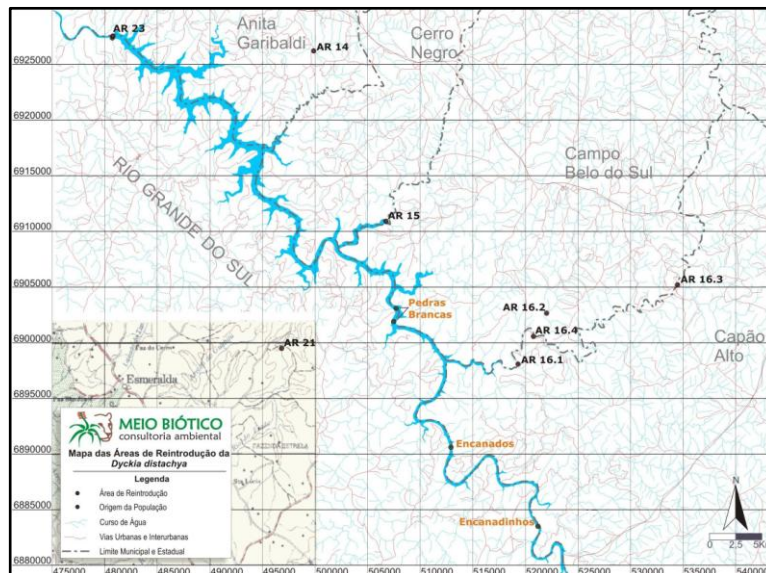 AR 23
Anita
Garibaldi
AR 14
Cerro
Negro
6925000
6920000
6915000
Campo
Belo do Sul
RIO GRANDE DO SUL
6910000
AR 15
6905000
AR 16.3
Pedras
Brancas
AR 16.2
6900000
AR 16.4
Capão
Alto
AR 21
AR 16.1
6895000
Esmeralda
MEIO BIÓTICO
consultoria ambiental
Mapa das Áreas de Reintrodução da
Dyckia distachya
Legenda
Área de Reintrodução
Origem da População
Curso de Água
Vias Urbanas e Interurbanas
Limite Municipal e Estadual
6890000
Encanados
6885000
Encanadinhos
N
0 2.5 5K
6880000
475000 480000 485000 490000 495000 500000 505000 510000 515000 520000 525000 530000 535000 540000